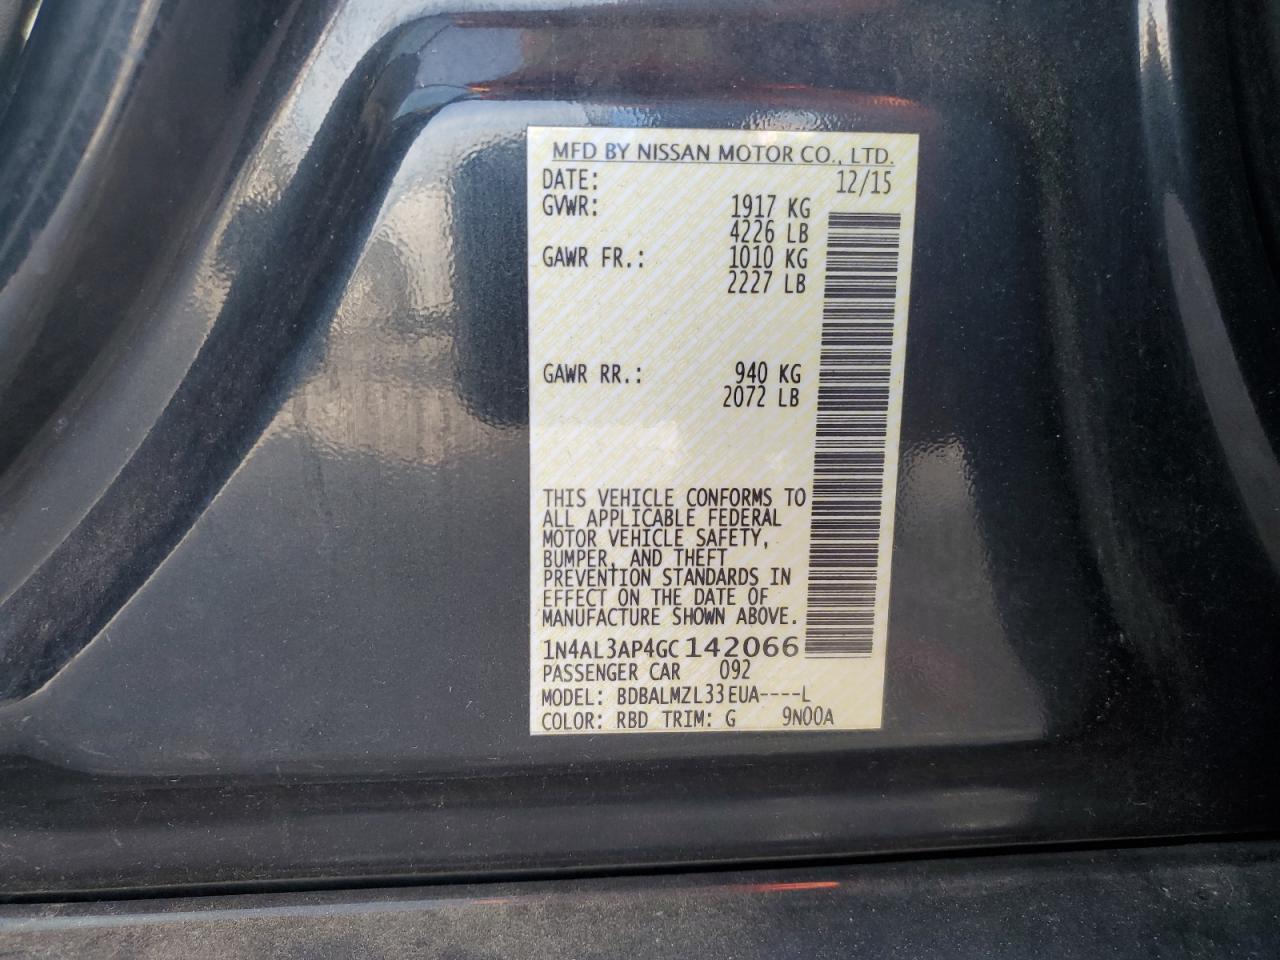 MFD BY NISSAN MOTOR CO., LTD.
DATE: 12/15
GVWR: 1917 KG
4226 LB
GAWR FR.: 1010 KG
2227 LB
GAWR RR.: 940 KG
2072 LB
THIS VEHICLE CONFORMS TO
ALL APPLICABLE FEDERAL
MOTOR VEHICLE SAFETY,
BUMPER, AND THEFT
PREVENTION STANDARDS IN
EFFECT ON THE DATE OF
MANUFACTURE SHOWN ABOVE.
1N4AL3AP4GC142066
PASSENGER CAR 092
MODEL: BDBALMZL33EUA----L
COLOR: RBD TRIM: G 9N00A